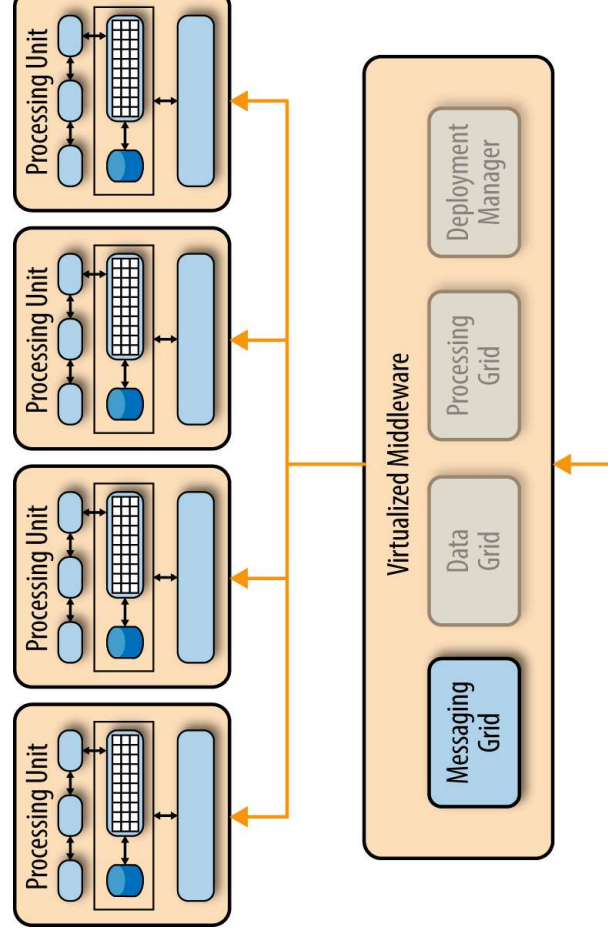 Processing Unit
Processing Unit
Processing Unit
Processing Unit
Virtualized Middleware
Messaging
Grid
Data
Grid
Processing
Grid
Deployment
Manager